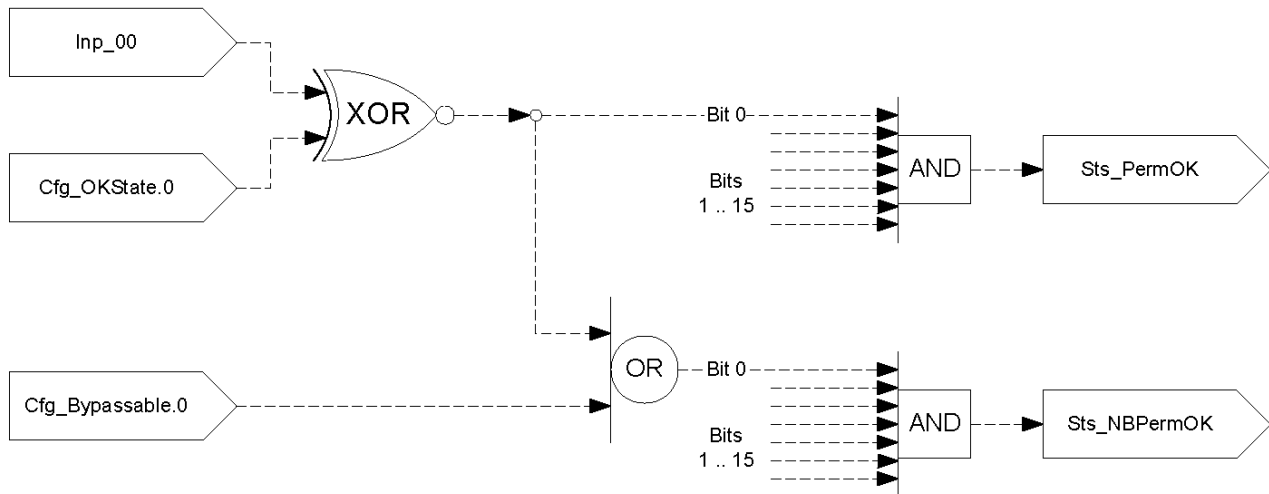 Inp_00
XOR
Cfg_OKState.0
Bit 0
Bits
1 .. 15
AND
Sts_PermOK
Cfg_Bypassable.0
OR
Bit 0
Bits
1 .. 15
AND
Sts_NBPermOK